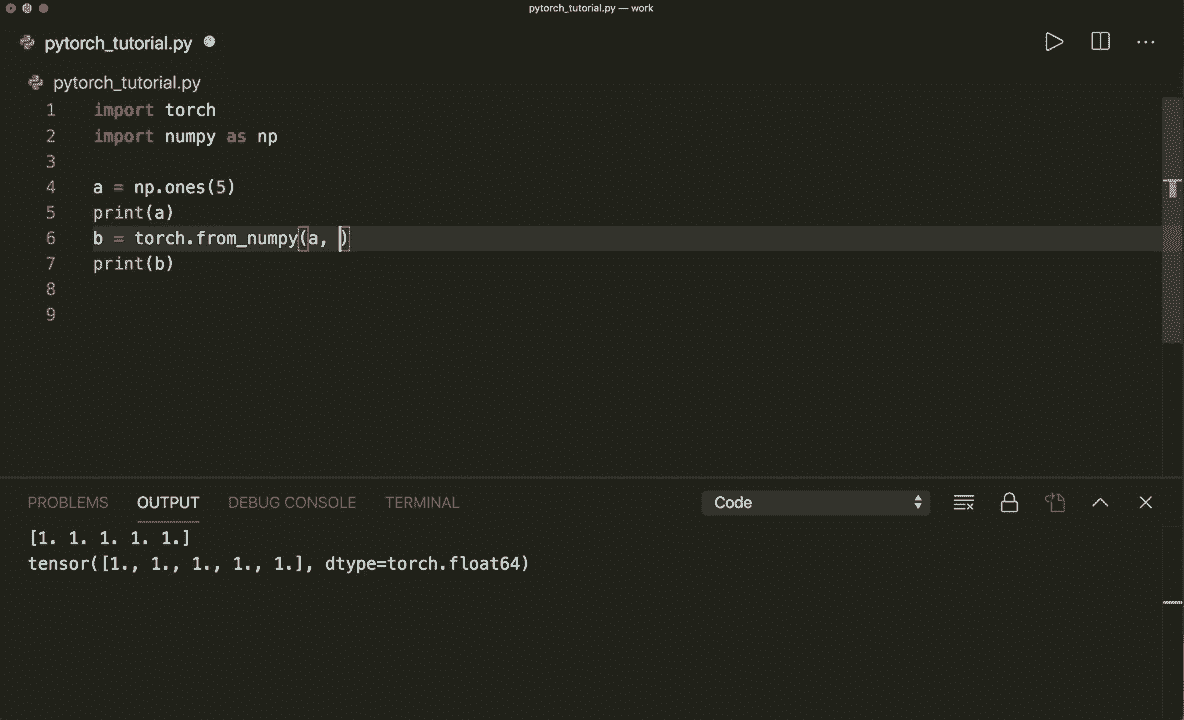 pytorch_tutorial.py — work
pytorch_tutorial.py
pytorch_tutorial.py
1 import torch
2 import numpy as np
3
4 a = np.ones(5)
5 print(a)
6 b = torch.from_numpy(a, )
7 print(b)
8
9
PROBLEMS OUTPUT DEBUG CONSOLE TERMINAL Code
[1. 1. 1. 1. 1.]
tensor([1., 1., 1., 1., 1.], dtype=torch.float64)